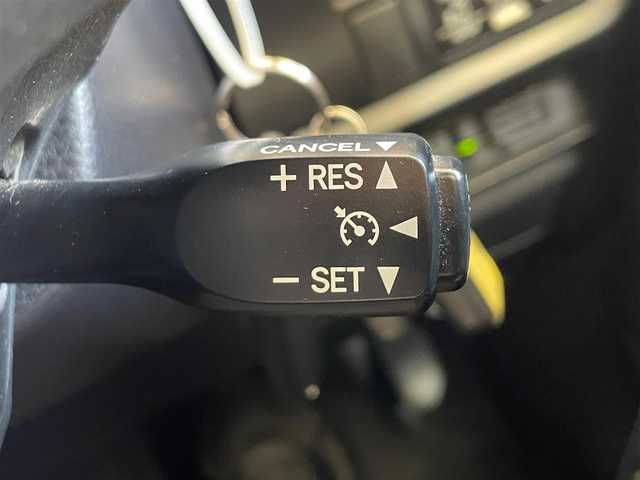 CANCEL ▼
+ RES ▲
◀
− SET ▼